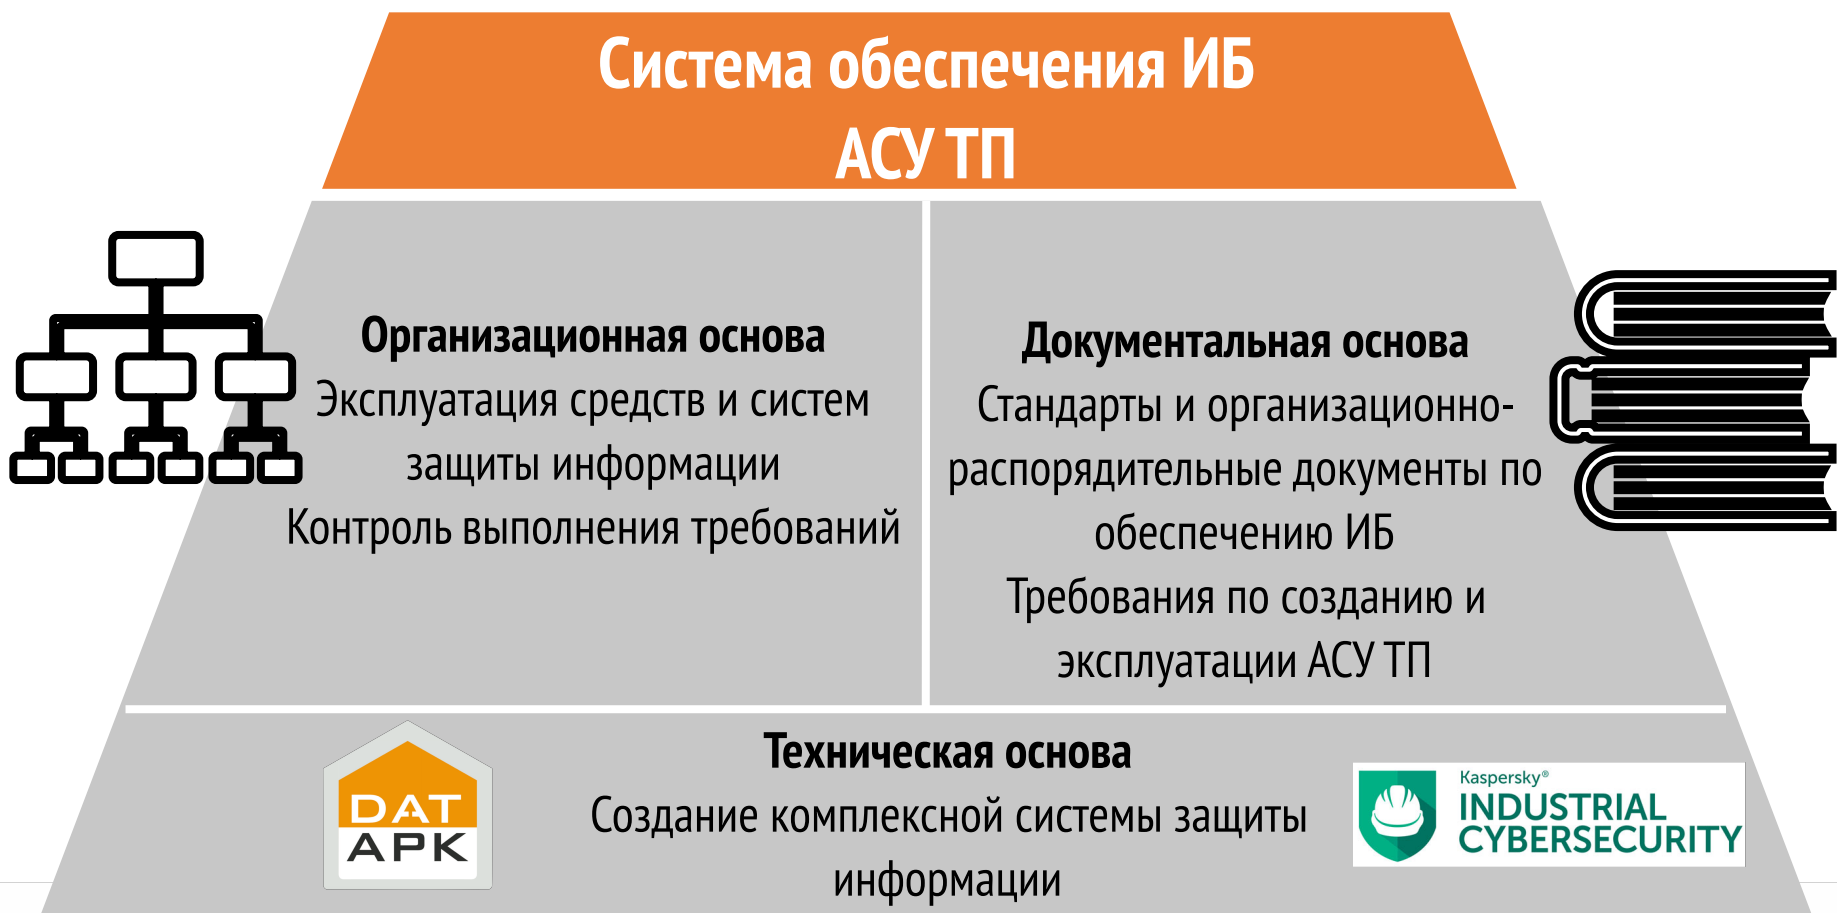 Система обеспечения ИБ
АСУ ТП
Организационная основа
Эксплуатация средств и систем
защиты информации
Контроль выполнения требований
Документальная основа
Стандарты и организационно-
распорядительные документы по
обеспечению ИБ
Требования по созданию и
эксплуатации АСУ ТП
DAT
APK
Техническая основа
Создание комплексной системы защиты
информации
Kaspersky®
INDUSTRIAL
CYBERSECURITY